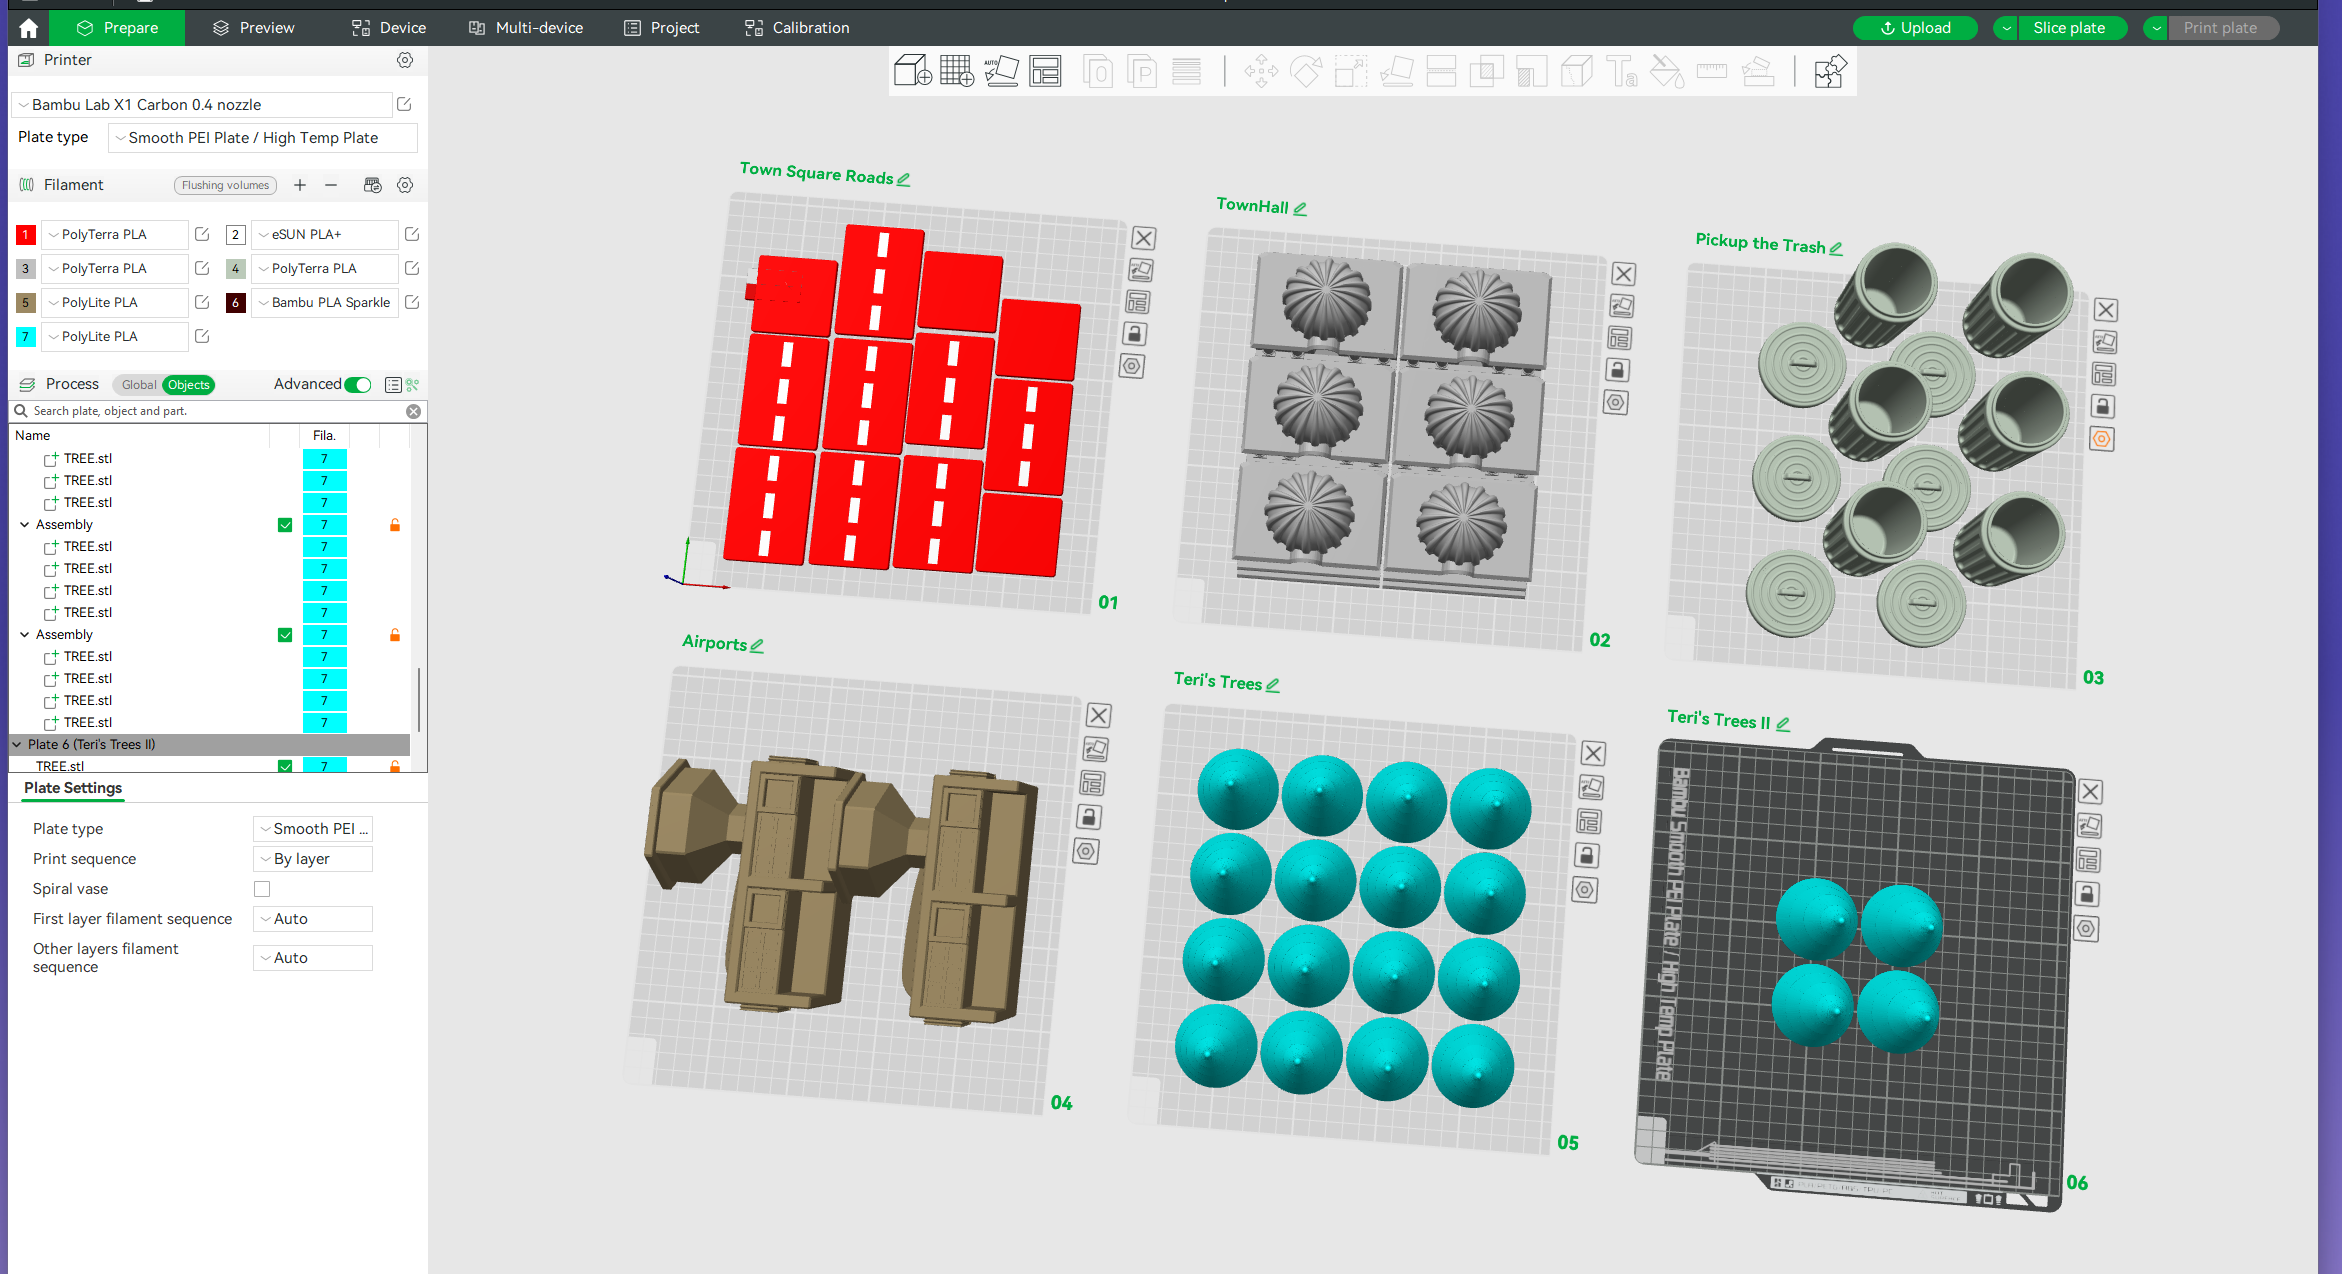 Prepare
Preview
Device
Multi-device
Project
Calibration
Upload
Slice plate
Print plate
Printer
Bambu Lab X1 Carbon 0.4 nozzle
Plate type
Smooth PEI Plate / High Temp Plate
Filament
Flushing volumes
1 PolyTerra PLA
2 eSUN PLA+
3 PolyTerra PLA
4 PolyTerra PLA
5 PolyLite PLA
6 Bambu PLA Sparkle
7 PolyLite PLA
Process
Global
Objects
Advanced
Search plate, object and part.
Name
Fila.
TREE.stl 7
TREE.stl 7
TREE.stl 7
Assembly 7
TREE.stl 7
TREE.stl 7
TREE.stl 7
TREE.stl 7
Assembly 7
TREE.stl 7
TREE.stl 7
TREE.stl 7
TREE.stl 7
Plate 6 (Teri's Trees II)
TREE.stl 7
Plate Settings
Plate type
Smooth PEI ...
Print sequence
By layer
Spiral vase
First layer filament sequence
Auto
Other layers filament
sequence
Auto
AUTO
O
P
Ta
Town Square Roads
01
TownHall
02
Pickup the Trash
03
Airports
04
Teri's Trees
05
Teri's Trees II
Bambu Smooth PEI Plate / High Temp Plate
06